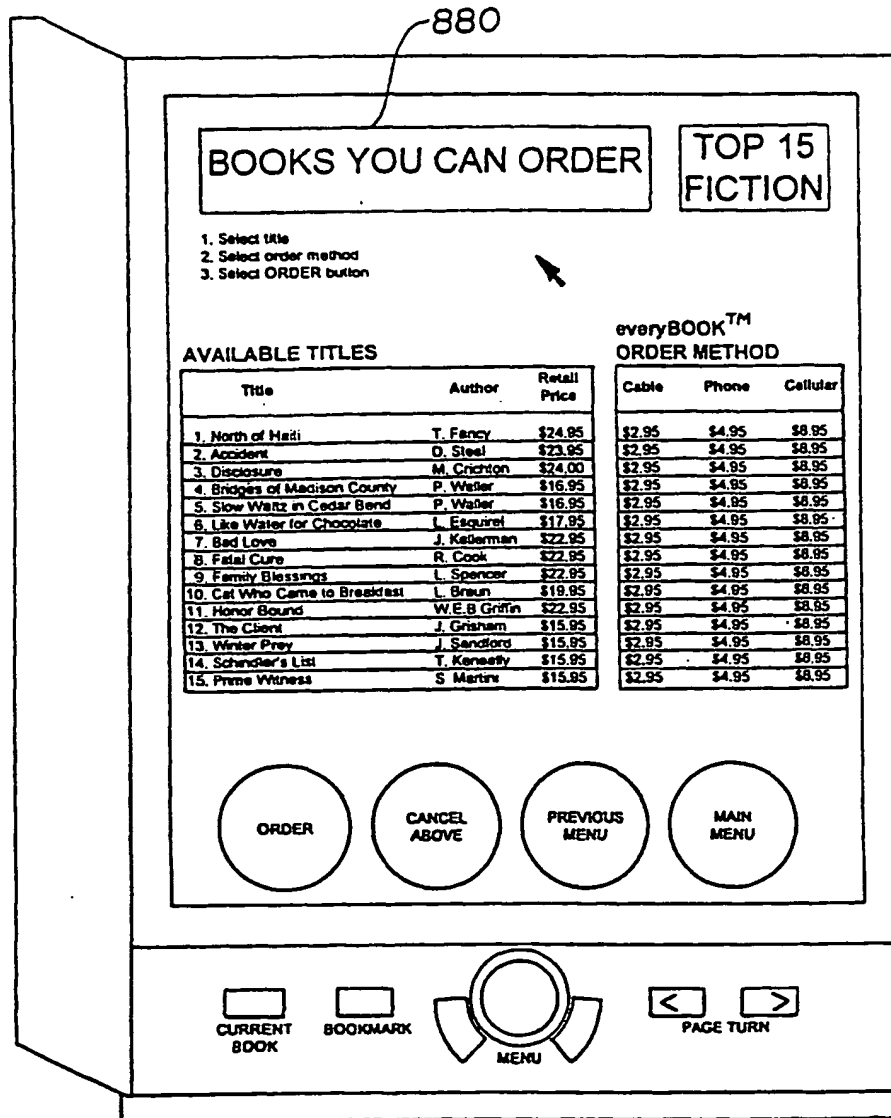 880
BOOKS YOU CAN ORDER
TOP 15
FICTION
1. Select title
2. Select order method
3. Select ORDER button
everyBOOK™
AVAILABLE TITLES ORDER METHOD
Title Author Retail Price Cable Phone Cellular
1. North of Haiti T. Fancy $24.95 $2.95 $4.95 $8.95
2. Accident D. Steel $23.95 $2.95 $4.95 $8.95
3. Disclosure M. Crichton $24.00 $2.95 $4.95 $8.95
4. Bridges of Madison County P. Waller $16.95 $2.95 $4.95 $8.95
5. Slow Waltz in Cedar Bend P. Waller $16.95 $2.95 $4.95 $8.95
6. Like Water for Chocolate L. Esquirel $17.95 $2.95 $4.95 $8.95
7. Bad Love J. Kellerman $22.95 $2.95 $4.95 $8.95
8. Fatal Cure R. Cook $22.95 $2.95 $4.95 $8.95
9. Family Blessings L. Spencer $22.95 $2.95 $4.95 $8.95
10. Cat Who Came to Breakfast L. Braun $19.95 $2.95 $4.95 $8.95
11. Honor Bound W.E.B Griffin $22.95 $2.95 $4.95 $8.95
12. The Client J. Grisham $15.95 $2.95 $4.95 $8.95
13. Winter Prey J. Sandford $15.95 $2.95 $4.95 $8.95
14. Schindler's List T. Keneally $15.95 $2.95 $4.95 $8.95
15. Prime Witness S. Martini $15.95 $2.95 $4.95 $8.95
ORDER
CANCEL ABOVE
PREVIOUS MENU
MAIN MENU
< >
CURRENT BOOK
BOOKMARK
MENU
PAGE TURN